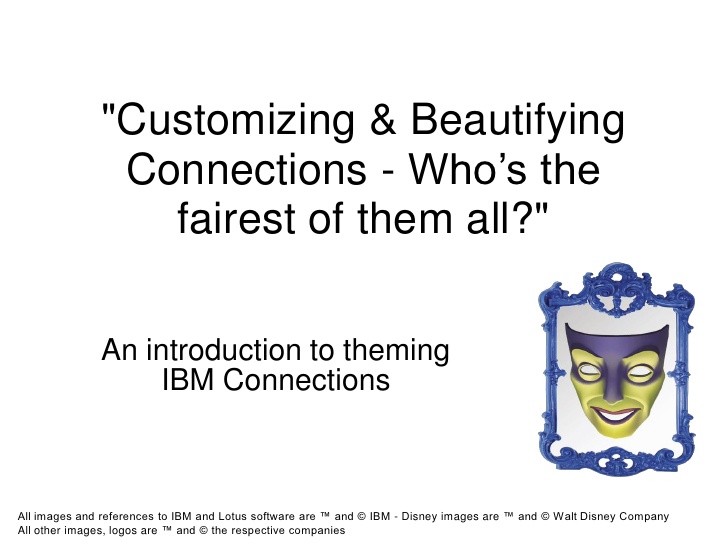 "Customizing & Beautifying
Connections - Who’s the
fairest of them all?"
An introduction to theming
IBM Connections
All images and references to IBM and Lotus software are ™ and © IBM - Disney images are ™ and © Walt Disney Company
All other images, logos are ™ and © the respective companies